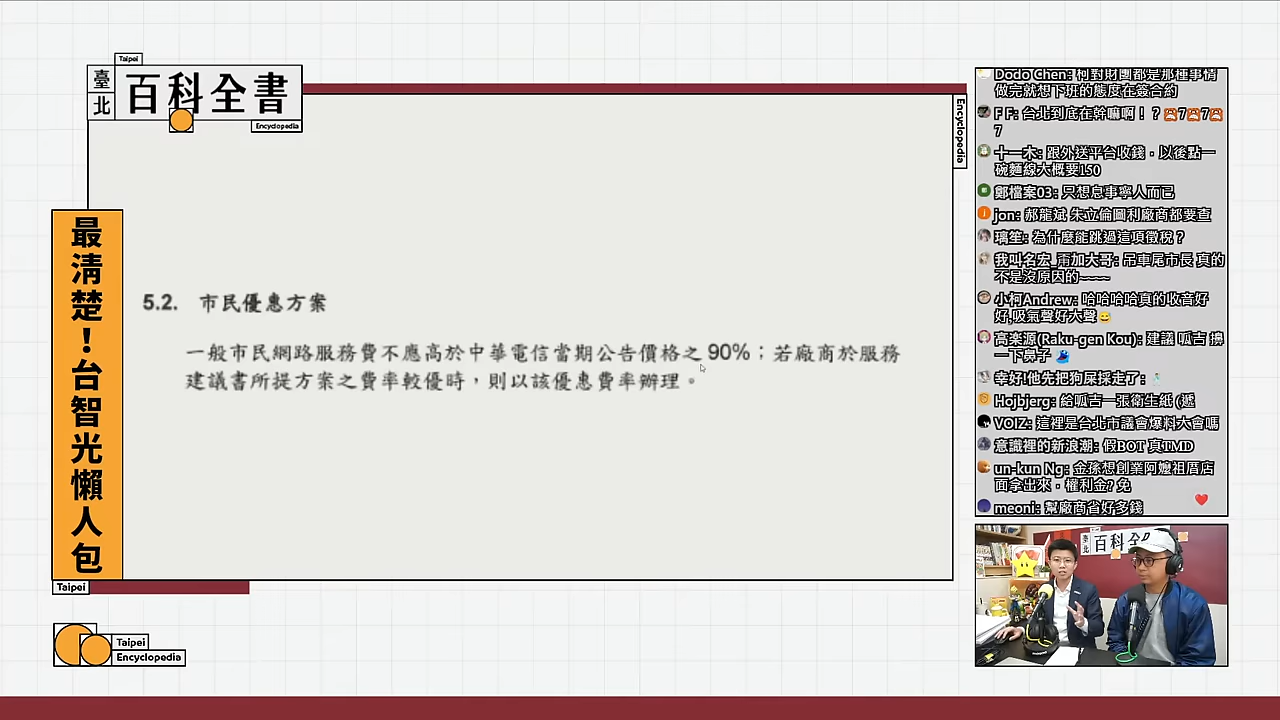 Taipei
臺北
百科全書
Encyclopedia
Encyclopedia
最清楚！台智光懶人包
Taipei
5.2. 市民優惠方案
一般市民網路服務費不應高於中華電信當期公告價格之 90%；若廠商於服務
建議書所提方案之費率較優時，則以該優惠費率辦理。
Taipei
Encyclopedia
Dodo Chen: 柯對財團都是那種事情
做完就想下班的態度在簽合約
F F: 台北到底在幹嘛啊！？🙈7🙈7🙈
7
十一木: 跟外送平台收錢，以後點一
碗麵線大概要150
鄭檔案03: 只想息事寧人而已
jon: 郝龍斌 朱立倫圖利廠商都要查
璃笙: 為什麼能跳過這項徵稅？
我叫名宏_雨加大哥: 吊車尾市長 真的
不是沒原因的~~~~
小柯Andrew: 哈哈哈哈真的收音好
好,吸氣聲好大聲😄
高楽源(Raku-gen Kou): 建議 呱吉 擤
一下鼻子
幸好!他先把狗屎採走了:
Hojbjerg: 給呱吉一張衛生紙 (遞
VOIZ: 這裡是台北市議會爆料大會嗎
意識裡的新浪潮: 假BOT 真TMD
un-kun Ng: 金孫想創業阿嬤祖厝店
面拿出來，權利金? 免
meoni: 幫廠商省好多錢
臺北
百科全